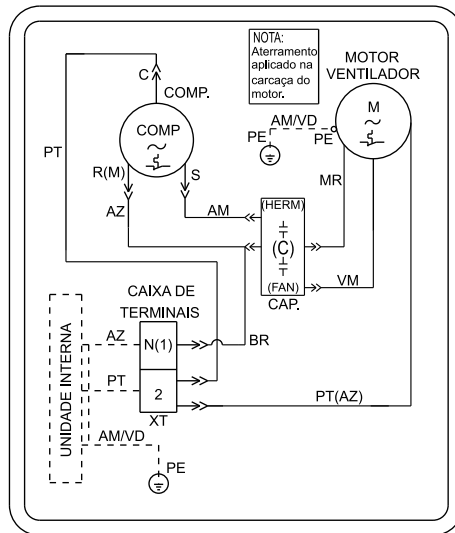 NOTA:
Aterramento
aplicado na
carcaça do
motor.
MOTOR
VENTILADOR
C
COMP.
COMP
~
M
~
AM/VD
PE
PE
PT
R(M)
S
MR
AZ
AM
(HERM)
(C)
(FAN)
CAP.
VM
CAIXA DE
TERMINAIS
UNIDADE INTERNA
AZ
N(1)
BR
PT
2
PT(AZ)
XT
AM/VD
PE